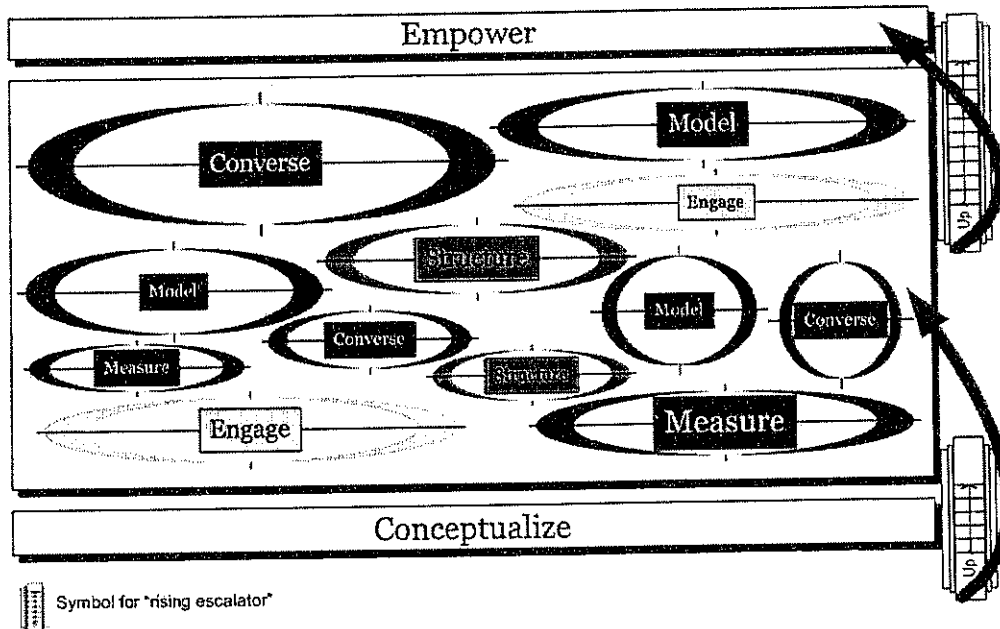 Empower
Up
Converse
Model
Engage
Structure
Model
Model
Converse
Converse
Measure
Structure
Engage
Measure
Conceptualize
Up
Symbol for "rising escalator"